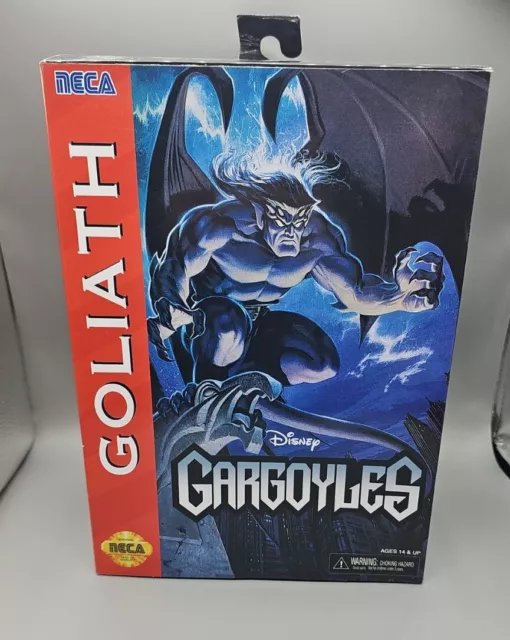 NECA
GOLIATH
Disney
GARGOYLES
NECA
AGES 14 & UP
WARNING: CHOKING HAZARD